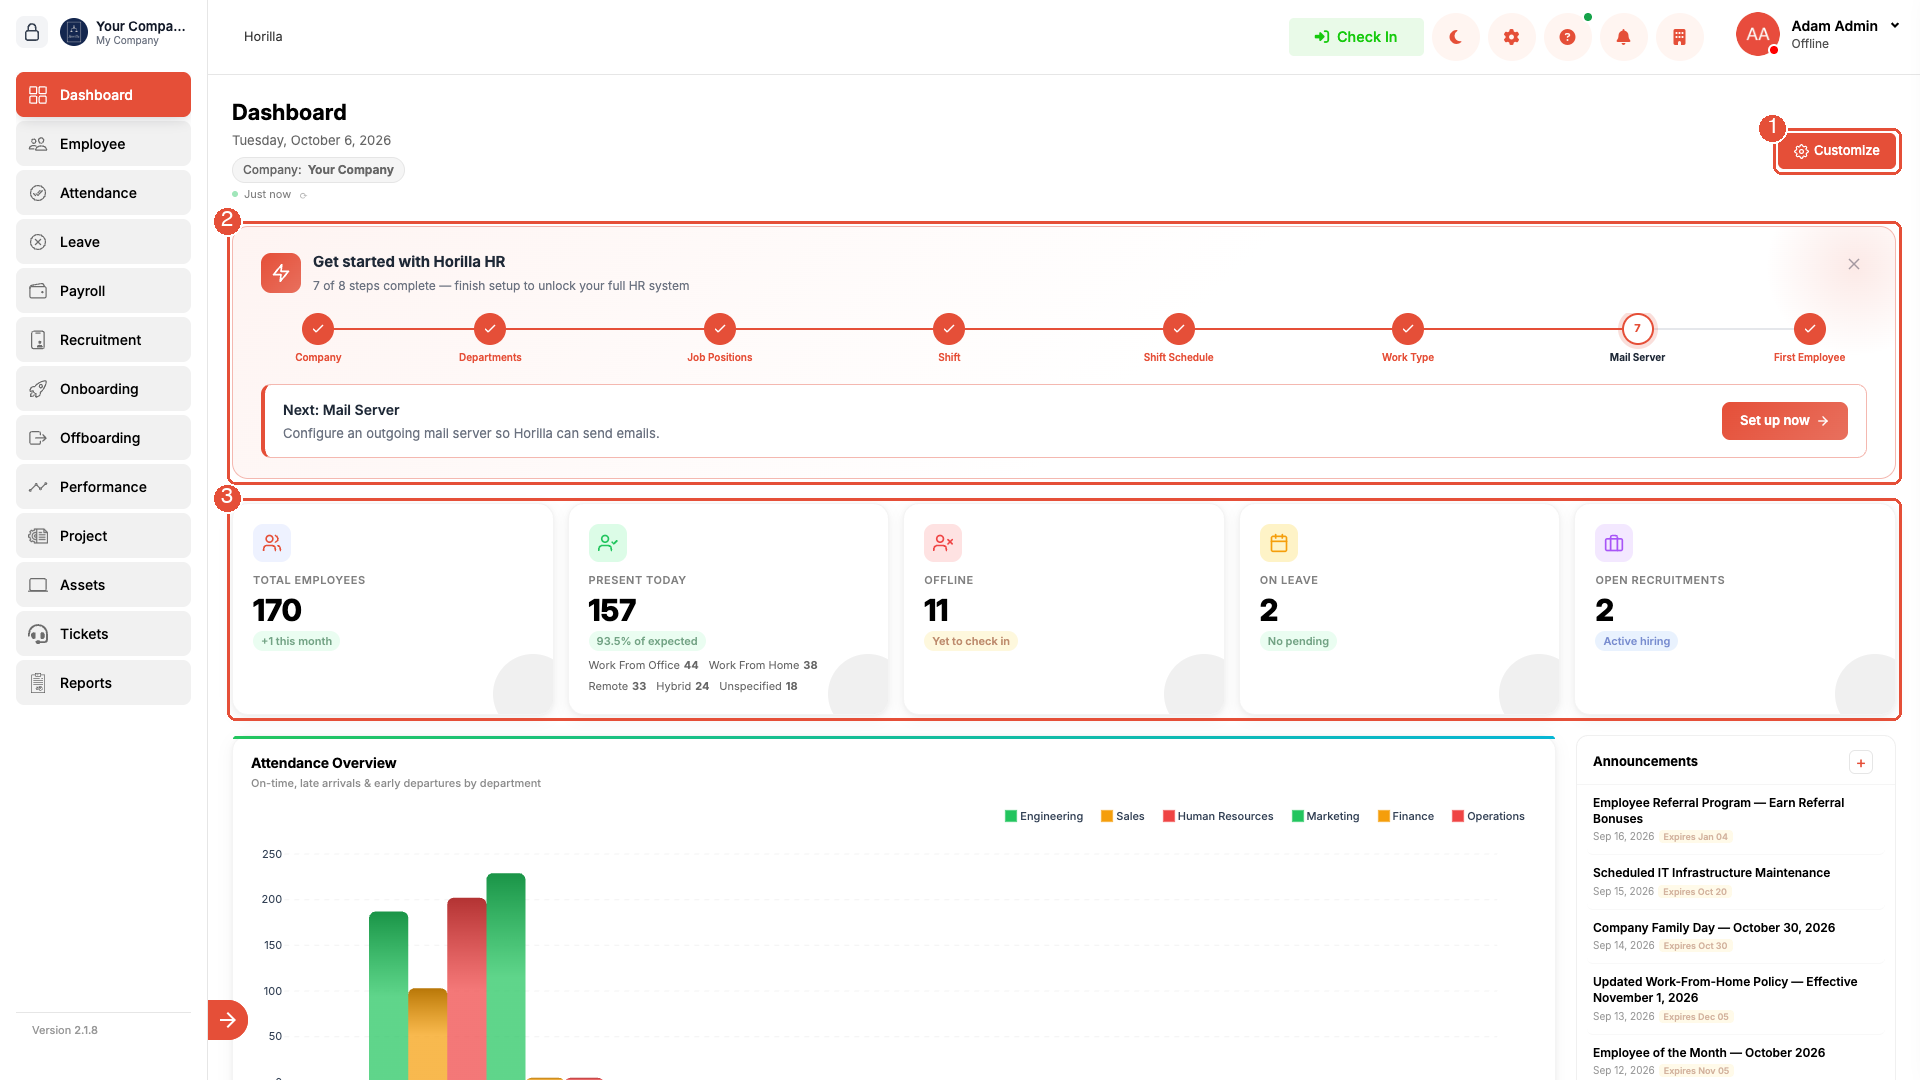 Your Compa...
My Company
Dashboard
Employee
Attendance
Leave
Payroll
Recruitment
Onboarding
Offboarding
Performance
Project
Assets
Tickets
Reports
Version 2.1.8
Horilla
Check In
AA
Adam Admin
Offline
Dashboard
Tuesday, October 6, 2026
Company: Your Company
Just now
1
Customize
2
Get started with Horilla HR
7 of 8 steps complete — finish setup to unlock your full HR system
7
Company
Departments
Job Positions
Shift
Shift Schedule
Work Type
Mail Server
First Employee
Next: Mail Server
Configure an outgoing mail server so Horilla can send emails.
Set up now
3
TOTAL EMPLOYEES
170
+1 this month
PRESENT TODAY
157
93.5% of expected
Work From Office 44 Work From Home 38
Remote 33 Hybrid 24 Unspecified 18
OFFLINE
11
Yet to check in
ON LEAVE
2
No pending
OPEN RECRUITMENTS
2
Active hiring
Attendance Overview
On-time, late arrivals & early departures by department
Engineering Sales Human Resources Marketing Finance Operations
250
200
150
100
50
Announcements
+
Employee Referral Program — Earn Referral
Bonuses
Sep 16, 2026 Expires Jan 04
Scheduled IT Infrastructure Maintenance
Sep 15, 2026 Expires Oct 20
Company Family Day — October 30, 2026
Sep 14, 2026 Expires Oct 30
Updated Work-From-Home Policy — Effective
November 1, 2026
Sep 13, 2026 Expires Dec 05
Employee of the Month — October 2026
Sep 12, 2026 Expires Nov 05